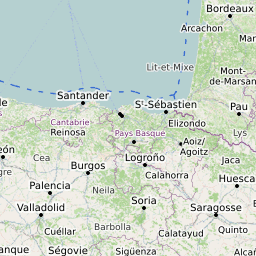 Bordeaux
Arcachon
Lit-et-Mixe
Mont-
de-Marsan
Santander
St-Sébastien
Pau
Cantabrie
Reinosa
Elizondo
Lys
Pays Basque
Aoiz/
Agoitz
Logroño
Jaca
Burgos
Calahorra
Huesca
Palencia
Neila
Soria
Valladolid
Saragosse
Barbolla
Quinto
Cuéllar
Calatayud
Ségovie
Sigüenza
Caspe